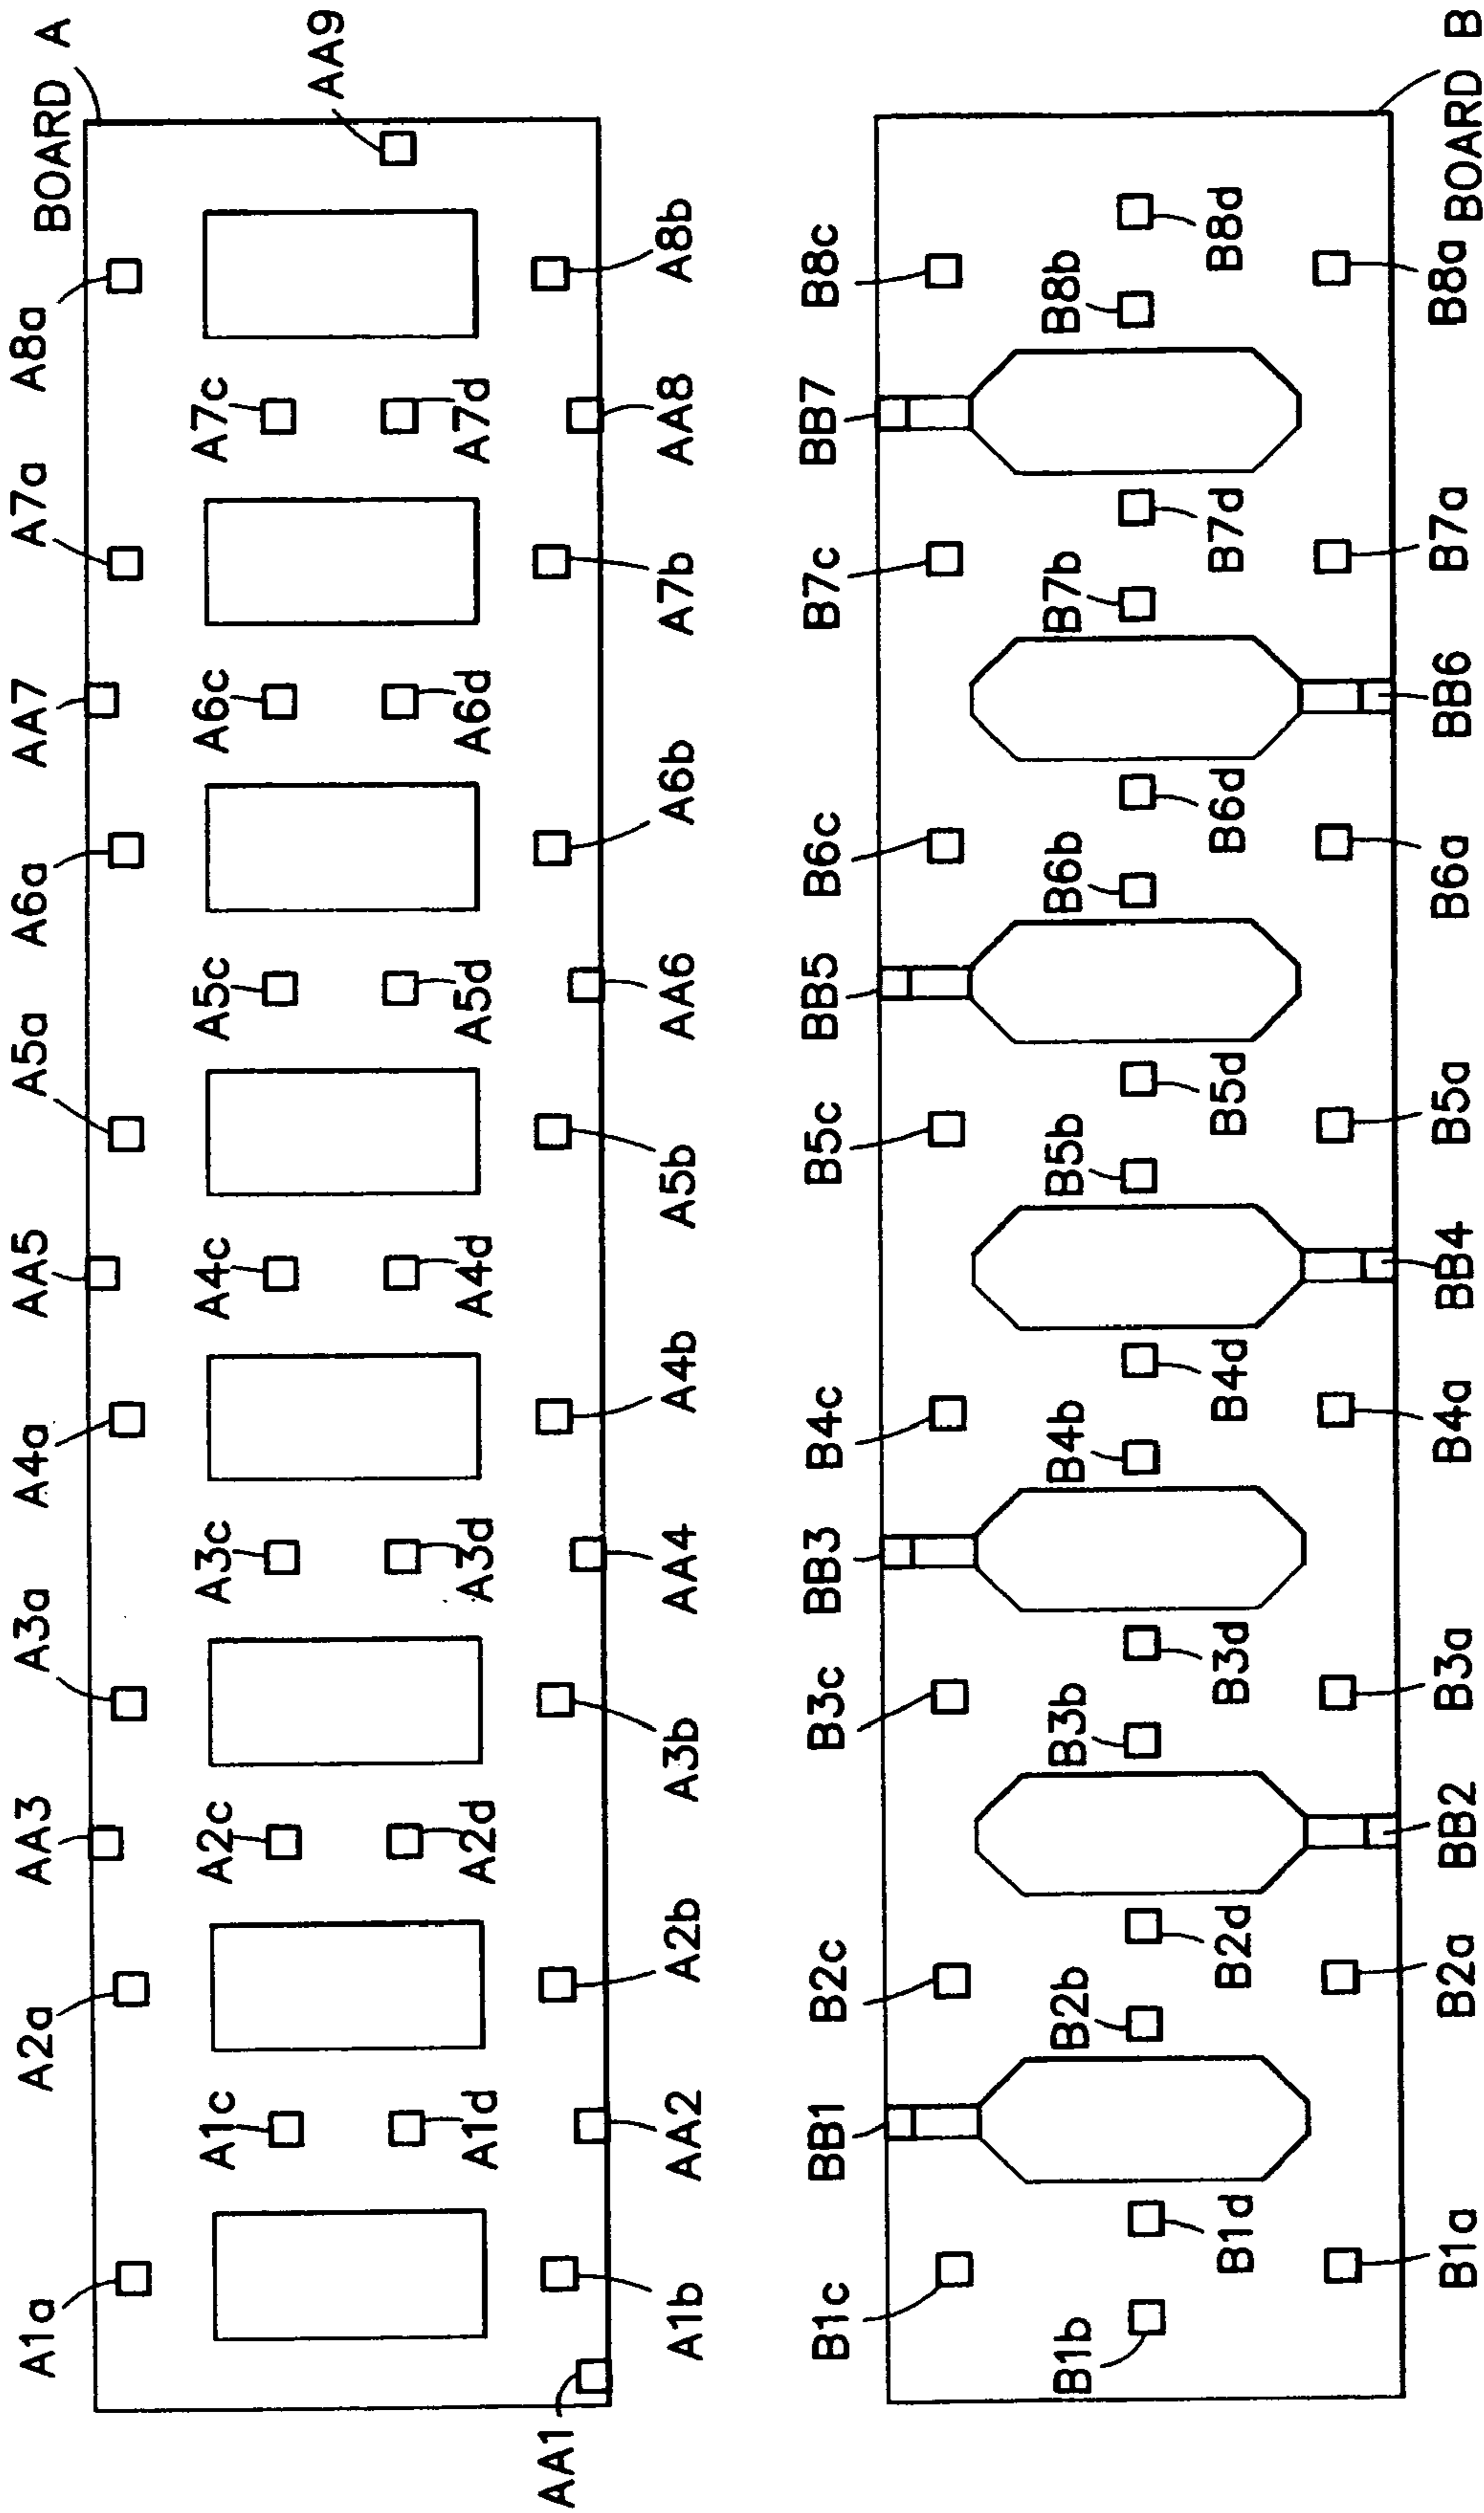 A1a A2a AA3 A3a A4a AA5 A5a A6a AA7 A7a A8a BOARD A
A1c A2c A3c A4c A5c A6c A7c
AA9
A1d A2d A3d A4d A5d A6d A7d
AA1
A1b AA2 A2b A3b AA4 A4b A5b AA6 A6b A7b AA8 A8b
B1c BB1 B2c B3c BB3 B4c B5c BB5 B6c B7c BB7 B8c
B1b B2b B3b B4b B5b B6b B7b B8b
B1d B2d B3d B4d B5d B6d B7d B8d
B1a B2a BB2 B3a B4a BB4 B5a B6a BB6 B7a B8a BOARD B